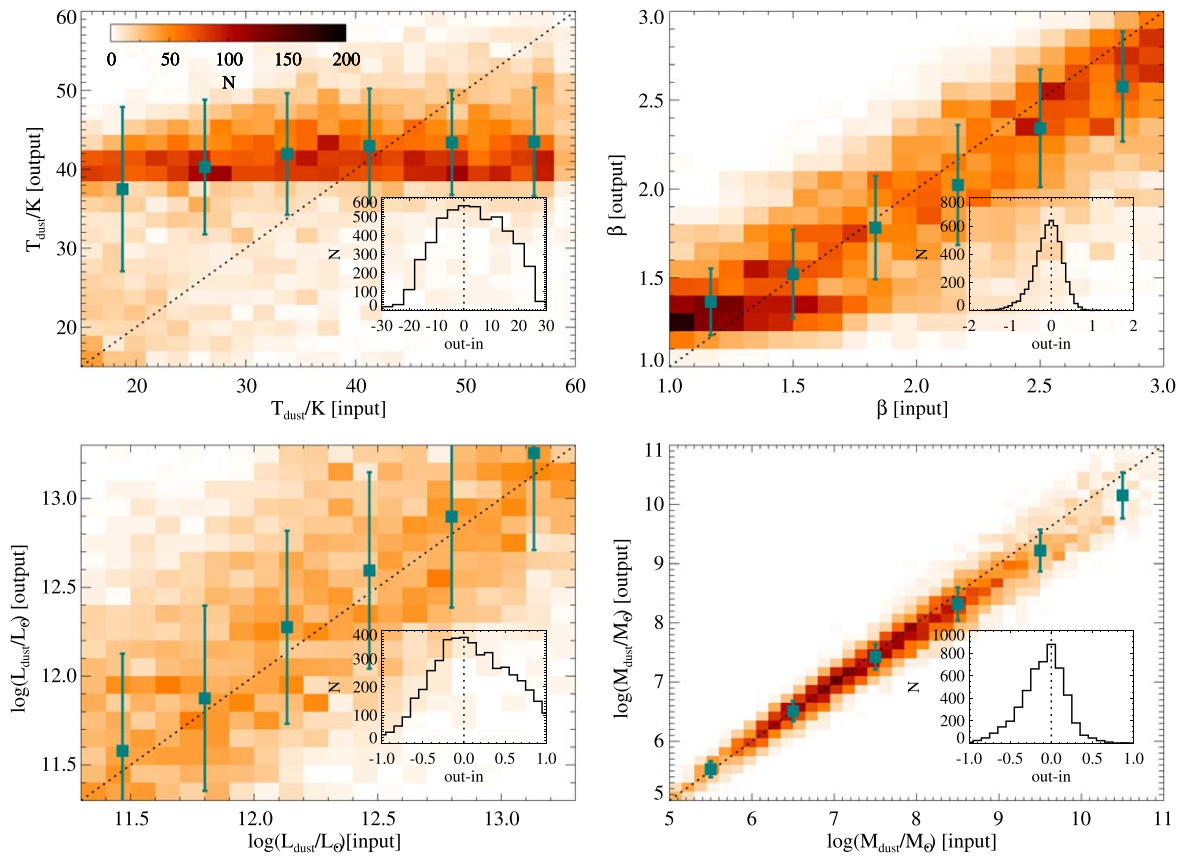 60
50
40
30
20
T_dust/K [output]
0 50 100 150 200
N
600
500
400
300
200
100
0
N
-30 -20 -10 0 10 20 30
out-in
20 30 40 50 60
T_dust/K [input]
3.0
2.5
2.0
1.5
1.0
β [output]
800
600
400
200
0
N
-2 -1 0 1 2
out-in
1.0 1.5 2.0 2.5 3.0
β [input]
13.0
12.5
12.0
11.5
log(L_dust/L_⊙) [output]
400
300
200
100
0
N
-1.0 -0.5 0.0 0.5 1.0
out-in
11.5 12.0 12.5 13.0
log(L_dust/L_⊙)[input]
11
10
9
8
7
6
5
log(M_dust/M_⊙) [output]
1000
800
600
400
200
0
N
-1.0 -0.5 0.0 0.5 1.0
out-in
5 6 7 8 9 10 11
log(M_dust/M_⊙) [input]